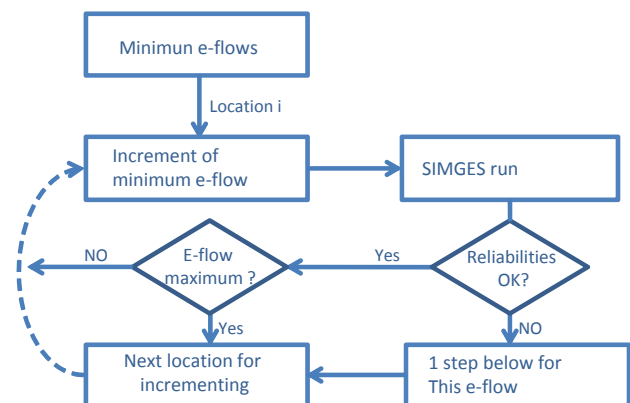 Minimun e-flows
Location i
Increment of
minimum e-flow
SIMGES run
E-flow
maximum ?
NO
Yes
Reliabilities
OK?
Yes
NO
Next location for
incrementing
1 step below for
This e-flow